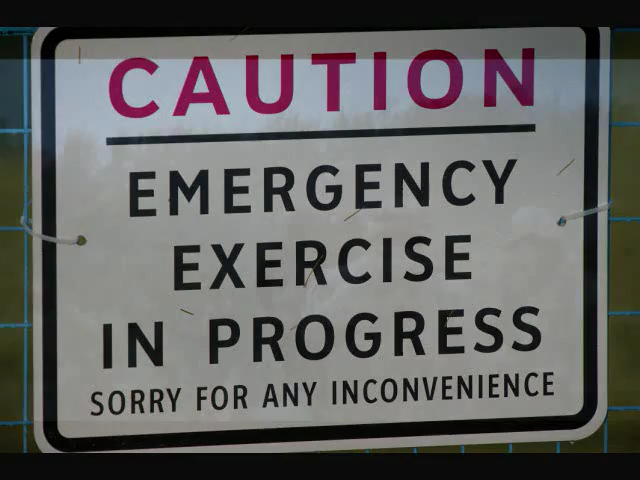 CAUTION
EMERGENCY
EXERCISE
IN PROGRESS
SORRY FOR ANY INCONVENIENCE